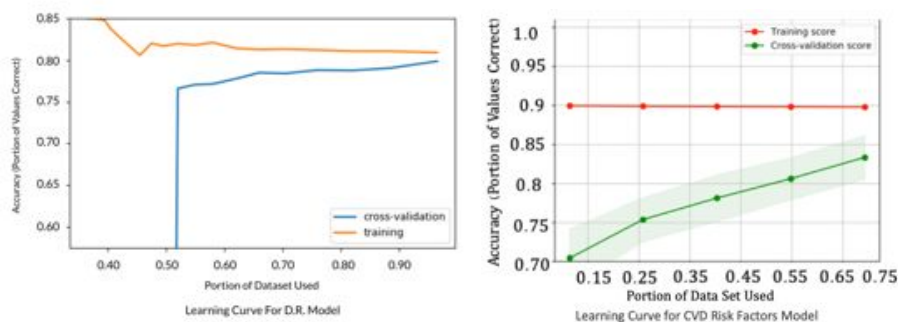 0.85
0.80
0.75
0.70
0.65
0.60
Accuracy (Portion of Values Correct)
cross-validation
training
0.40 0.50 0.60 0.70 0.80 0.90
Portion of Dataset Used
Learning Curve For D.R. Model
Training score
Cross-validation score
1.00
0.95
0.9
0.85
0.8
0.75
0.70
Accuracy (Portion of Values Correct)
0.15 0.25 0.35 0.45 0.55 0.65 0.75
Portion of Data Set Used
Learning Curve for CVD Risk Factors Model